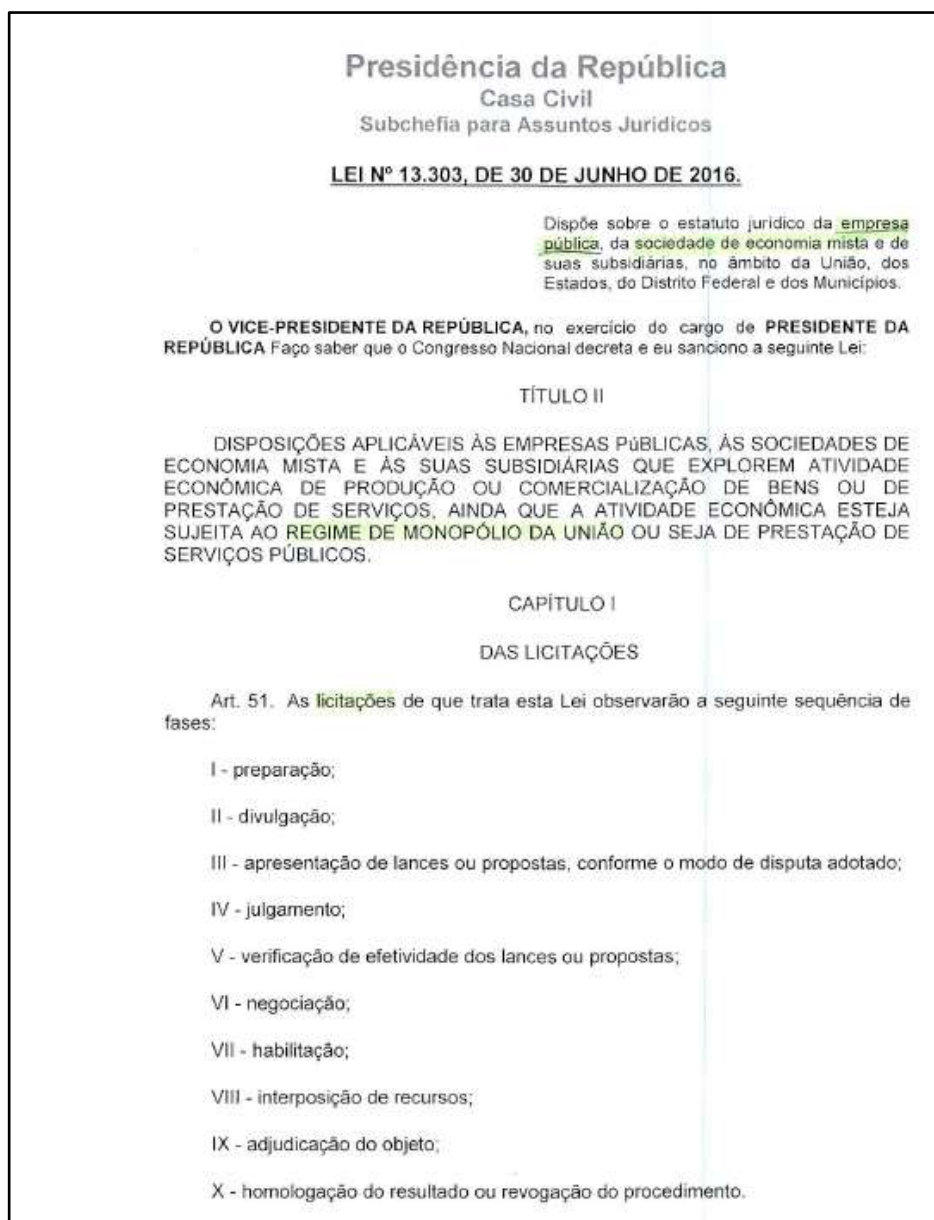 Presidência da República
Casa Civil
Subchefia para Assuntos Jurídicos
LEI Nº 13.303, DE 30 DE JUNHO DE 2016.
Dispõe sobre o estatuto jurídico da empresa
pública, da sociedade de economia mista e de
suas subsidiárias, no âmbito da União, dos
Estados, do Distrito Federal e dos Municípios.
O VICE-PRESIDENTE DA REPÚBLICA, no exercício do cargo de PRESIDENTE DA
REPÚBLICA Faço saber que o Congresso Nacional decreta e eu sanciono a seguinte Lei:
TÍTULO II
DISPOSIÇÕES APLICÁVEIS ÀS EMPRESAS PúBLICAS, ÀS SOCIEDADES DE
ECONOMIA MISTA E ÀS SUAS SUBSIDIÁRIAS QUE EXPLOREM ATIVIDADE
ECONÔMICA DE PRODUÇÃO OU COMERCIALIZAÇÃO DE BENS OU DE
PRESTAÇÃO DE SERVIÇOS, AINDA QUE A ATIVIDADE ECONÔMICA ESTEJA
SUJEITA AO REGIME DE MONOPÓLIO DA UNIÃO OU SEJA DE PRESTAÇÃO DE
SERVIÇOS PÚBLICOS.
CAPÍTULO I
DAS LICITAÇÕES
Art. 51. As licitações de que trata esta Lei observarão a seguinte sequência de
fases:
I - preparação;
II - divulgação;
III - apresentação de lances ou propostas, conforme o modo de disputa adotado;
IV - julgamento;
V - verificação de efetividade dos lances ou propostas;
VI - negociação;
VII - habilitação;
VIII - interposição de recursos;
IX - adjudicação do objeto;
X - homologação do resultado ou revogação do procedimento.